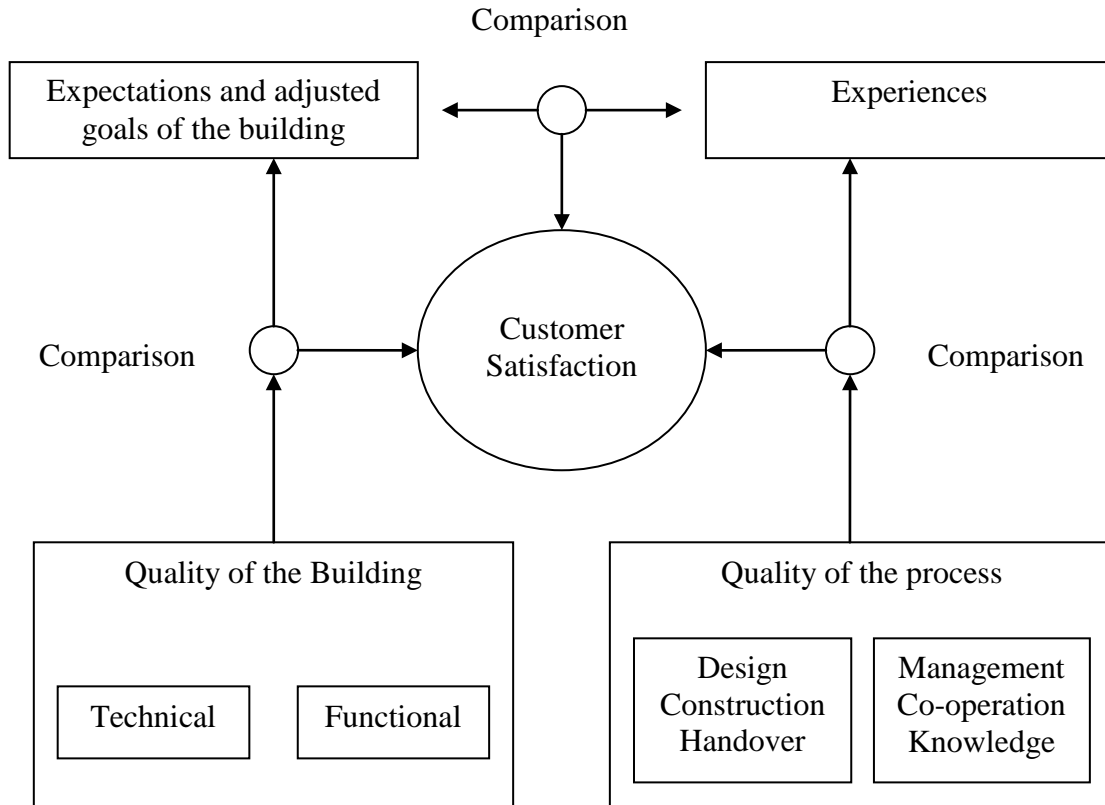 Comparison
Expectations and adjusted
goals of the building
Experiences
Customer
Satisfaction
Comparison
Comparison
Quality of the Building
Technical
Functional
Quality of the process
Design
Construction
Handover
Management
Co-operation
Knowledge